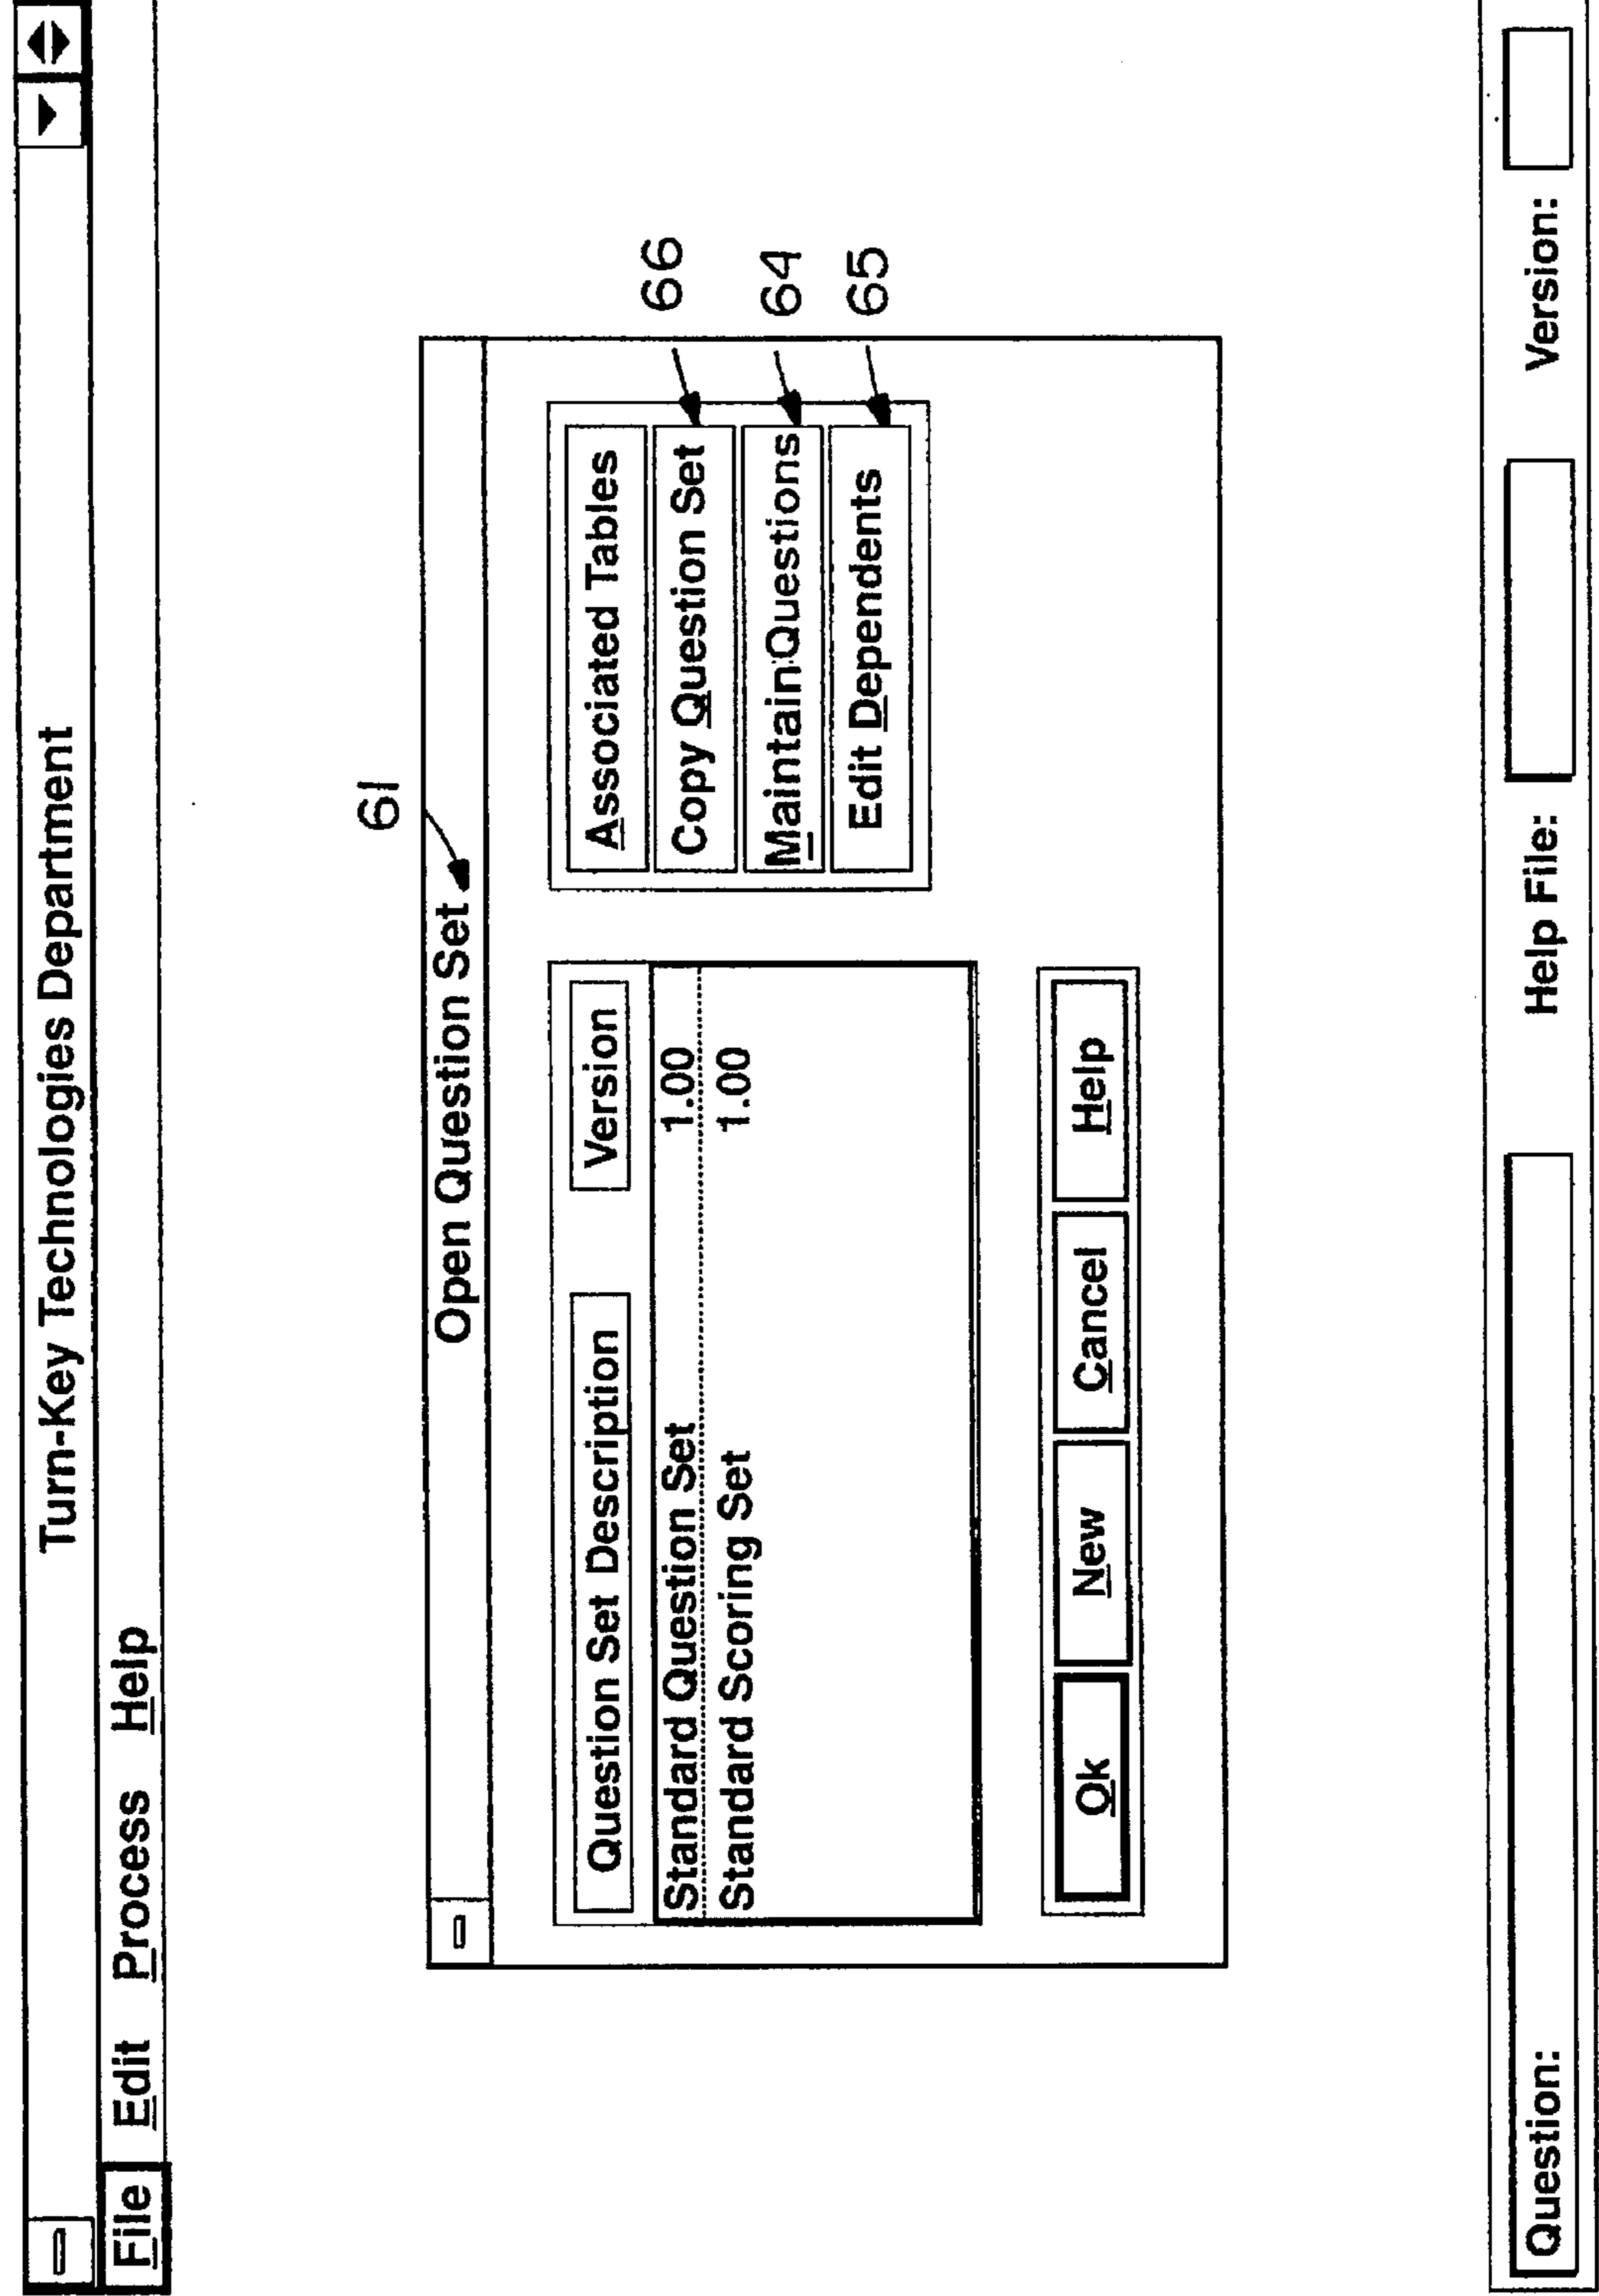 Turn-Key Technologies Department
File Edit Process Help
61
Open Question Set
Question Set Description Version
Standard Question Set 1.00
Standard Scoring Set 1.00
Associated Tables
Copy Question Set 66
Maintain Questions 64
Edit Dependents 65
Ok New Cancel Help
Question: Help File: Version: